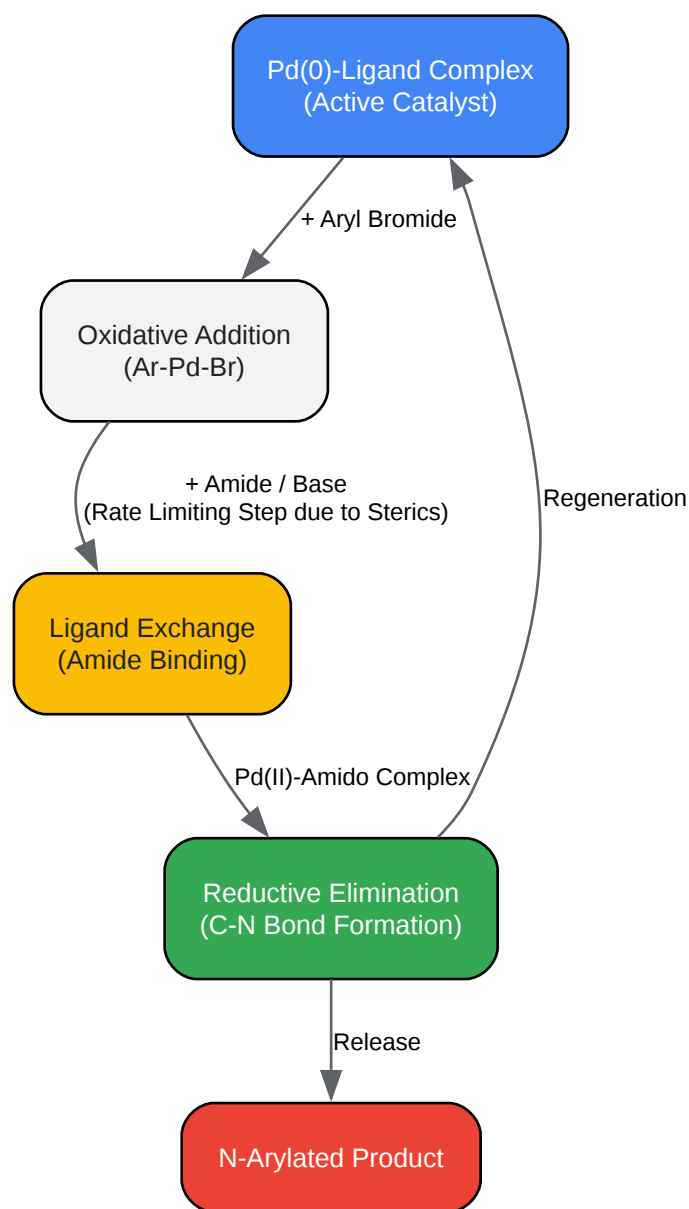 Pd(0)-Ligand Complex
(Active Catalyst)
+ Aryl Bromide
Oxidative Addition
(Ar-Pd-Br)
+ Amide / Base
(Rate Limiting Step due to Sterics)
Regeneration
Ligand Exchange
(Amide Binding)
Pd(II)-Amido Complex
Reductive Elimination
(C-N Bond Formation)
Release
N-Arylated Product